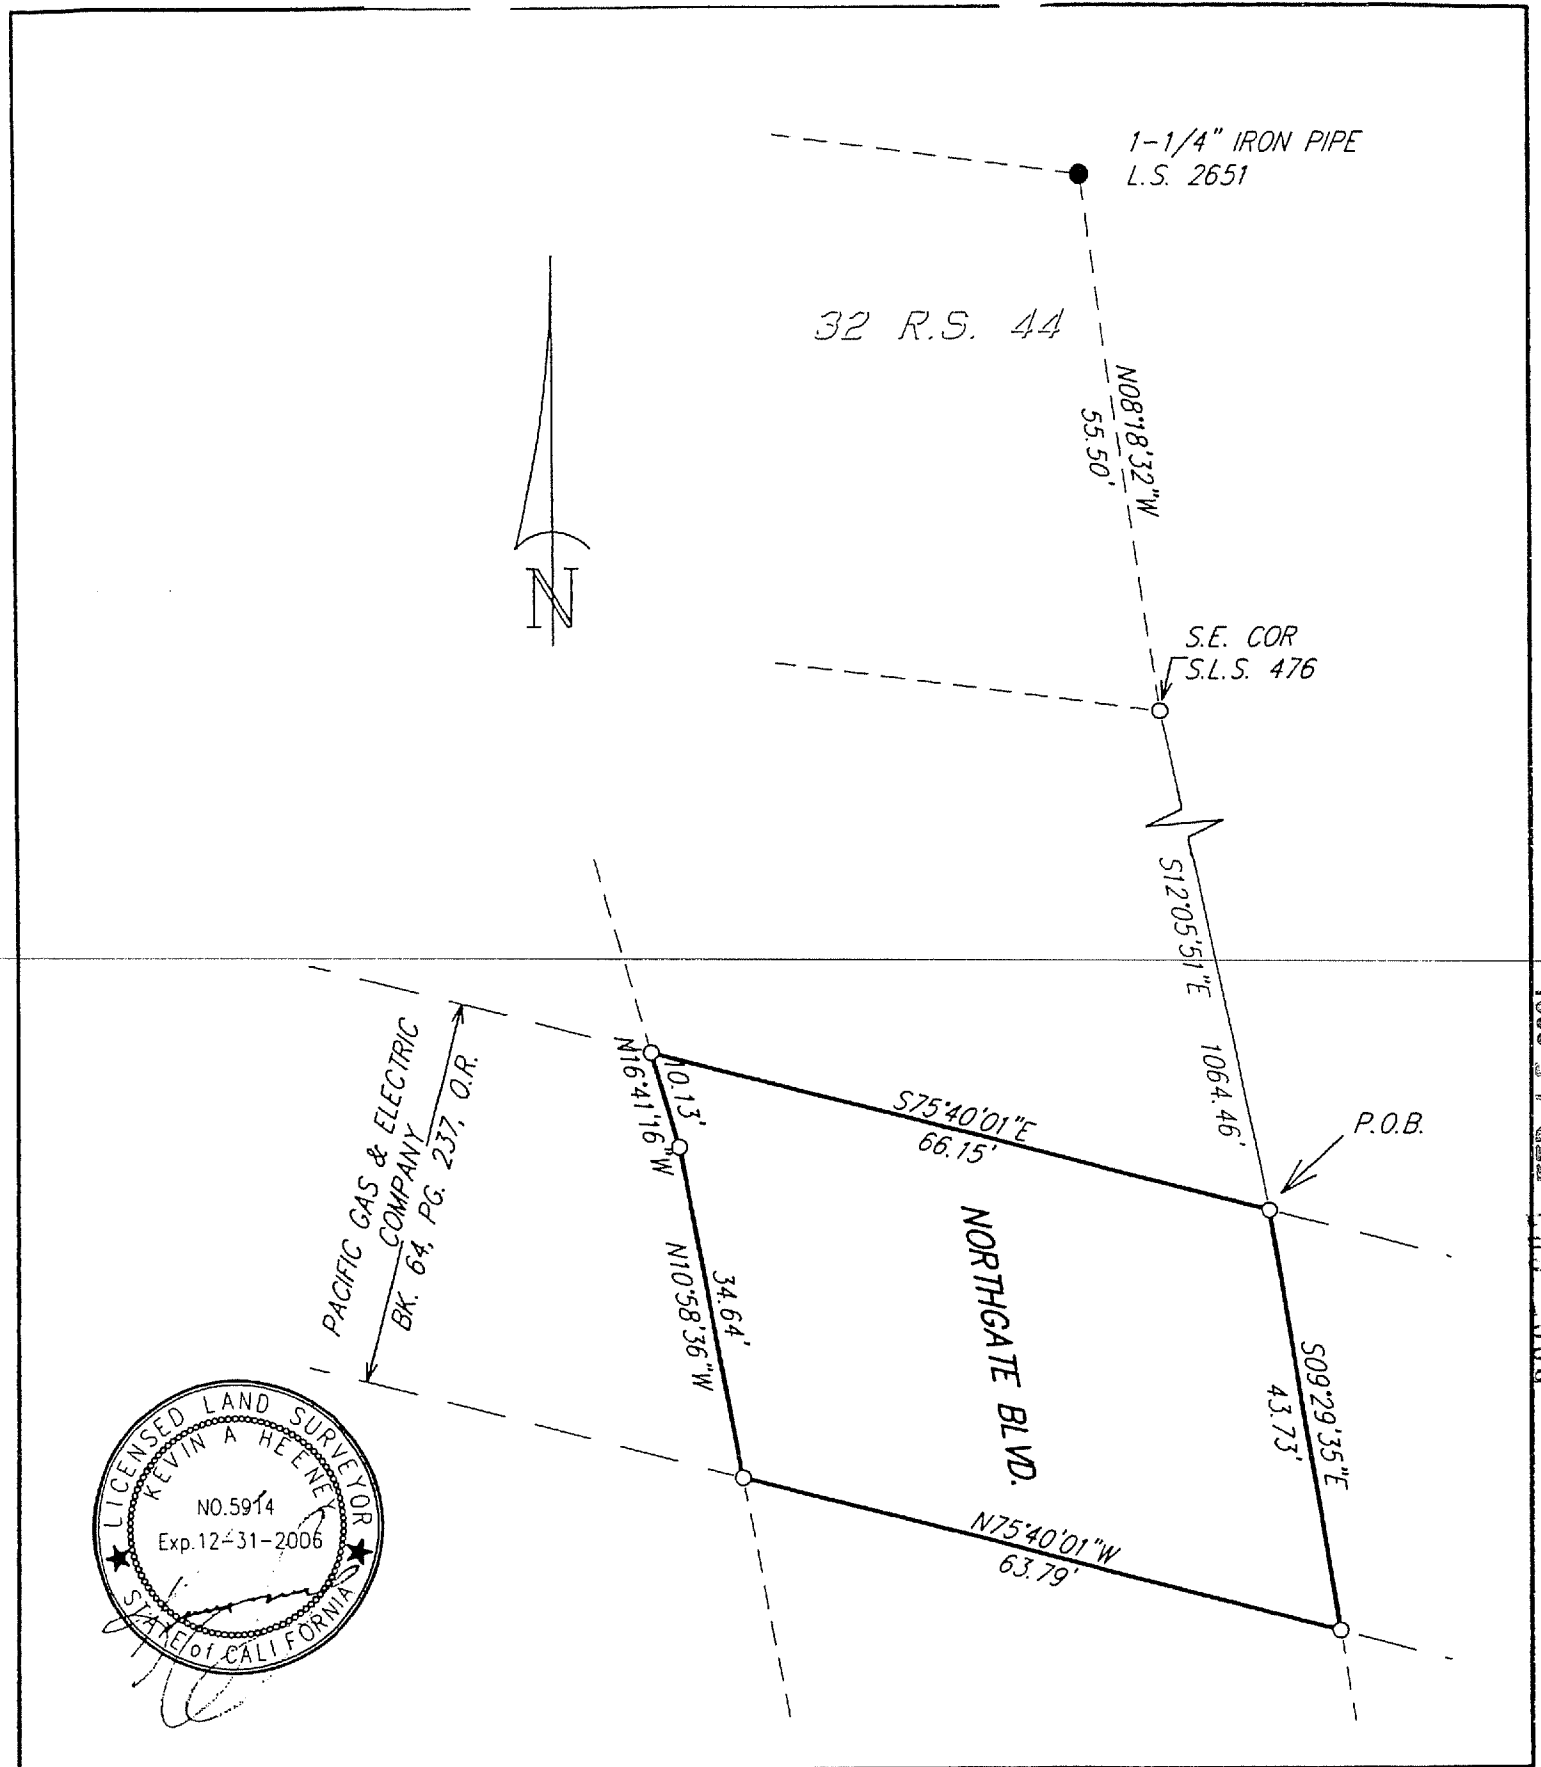 1-1/4" IRON PIPE
L.S. 2651
32 R.S. 44
N08°18'32"W
55.50'
N
S.E. COR
S.L.S. 476
S12°05'51"E 1064.46'
PACIFIC GAS & ELECTRIC
COMPANY
BK. 64, PG. 237, O.R.
10.13'
N16°41'16"W
S75°40'01"E
66.15'
P.O.B.
34.64'
N10°58'36"W
NORTHGATE BLVD.
S09°29'35"E
43.73'
N75°40'01"W
63.79'
LICENSED LAND SURVEYOR
KEVIN A HEENEY
NO.5914
Exp.12-31-2006
STATE of CALIFORNIA